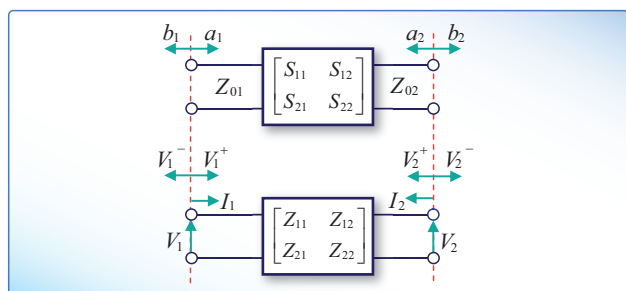 b₁ a₁ a₂ b₂
S₁₁ S₁₂
Z₀₁ Z₀₂
S₂₁ S₂₂
V₁⁻ V₁⁺ V₂⁺ V₂⁻
I₁ I₂
Z₁₁ Z₁₂
V₁ V₂
Z₂₁ Z₂₂